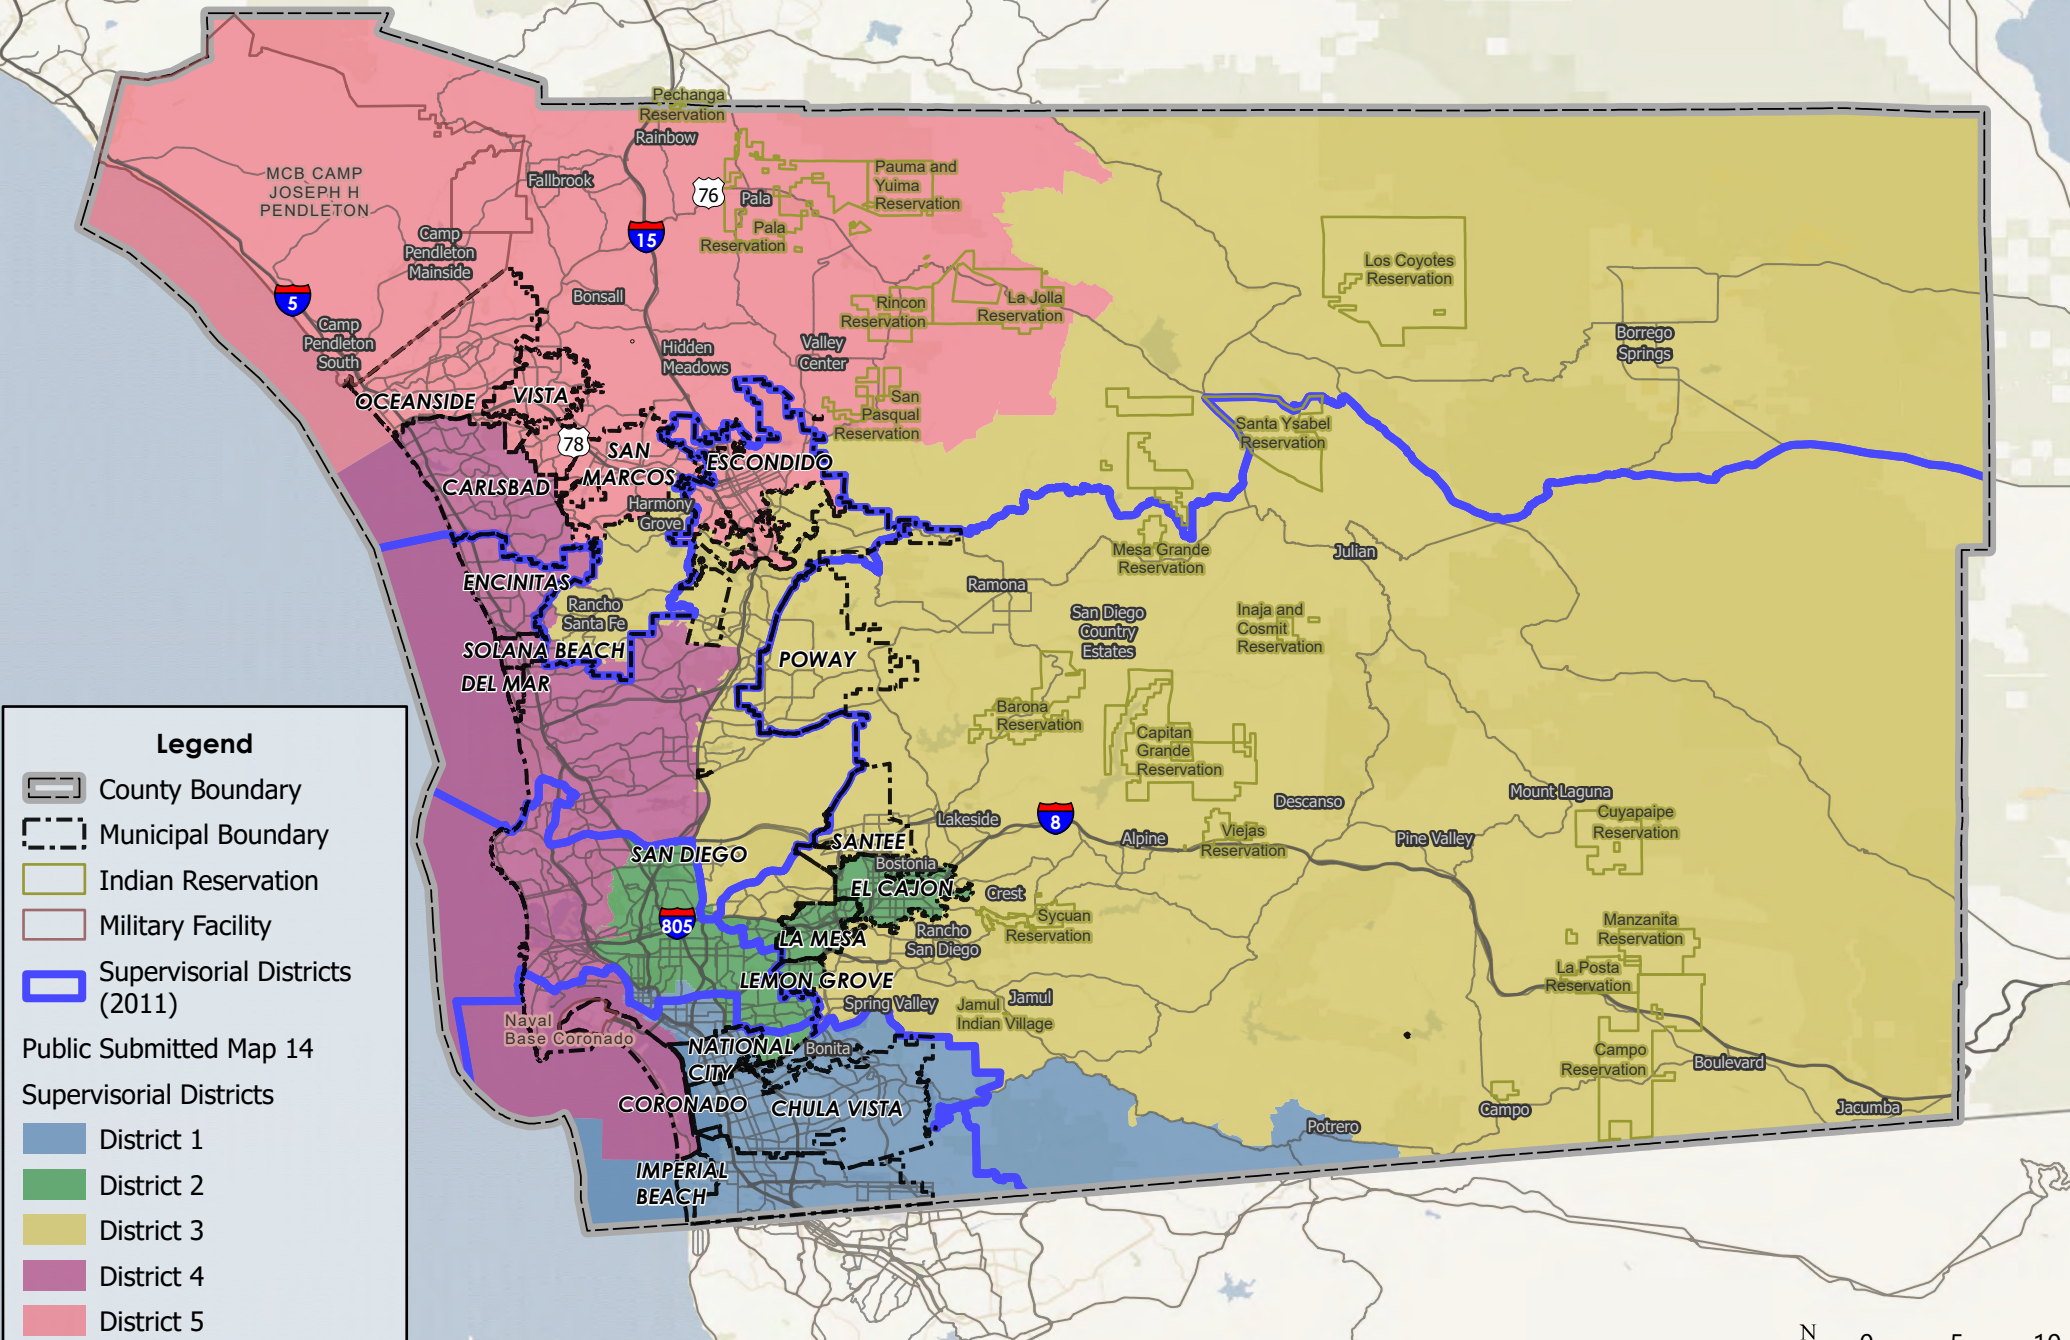 Pechanga
Reservation
Rainbow
MCB CAMP
JOSEPH H
PENDLETON
Fallbrook
76
Pala
Pauma and
Yuima
Reservation
Pala
Reservation
15
Camp
Pendleton
Mainside
5
Bonsall
Rincon
Reservation
La Jolla
Reservation
Los Coyotes
Reservation
Camp
Pendleton
South
Hidden
Meadows
Valley
Center
Borrego
Springs
OCEANSIDE
VISTA
San
Pasqual
Reservation
Santa Ysabel
Reservation
78
SAN
MARCOS
ESCONDIDO
CARLSBAD
Harmony
Grove
Mesa Grande
Reservation
Julian
ENCINITAS
Rancho
Santa Fe
Ramona
San Diego
Country
Estates
Inaja and
Cosmit
Reservation
SOLANA BEACH
DEL MAR
POWAY
Barona
Reservation
Capitan
Grande
Reservation
Lakeside
8
Alpine
Viejas
Reservation
Descanso
Pine Valley
Mount Laguna
Cuyapaipe
Reservation
SAN DIEGO
SANTEE
Bostonia
EL CAJON
Crest
805
Sycuan
Reservation
LA MESA
Rancho
San Diego
Manzanita
Reservation
LEMON GROVE
La Posta
Reservation
Spring Valley
Jamul
Indian Village
Jamul
Naval
Base Coronado
NATIONAL
CITY
Bonita
Campo
Reservation
Boulevard
CORONADO
CHULA VISTA
Potrero
Campo
Jacumba
IMPERIAL
BEACH
Legend
County Boundary
Municipal Boundary
Indian Reservation
Military Facility
Supervisorial Districts
(2011)
Public Submitted Map 14
Supervisorial Districts
District 1
District 2
District 3
District 4
District 5
N